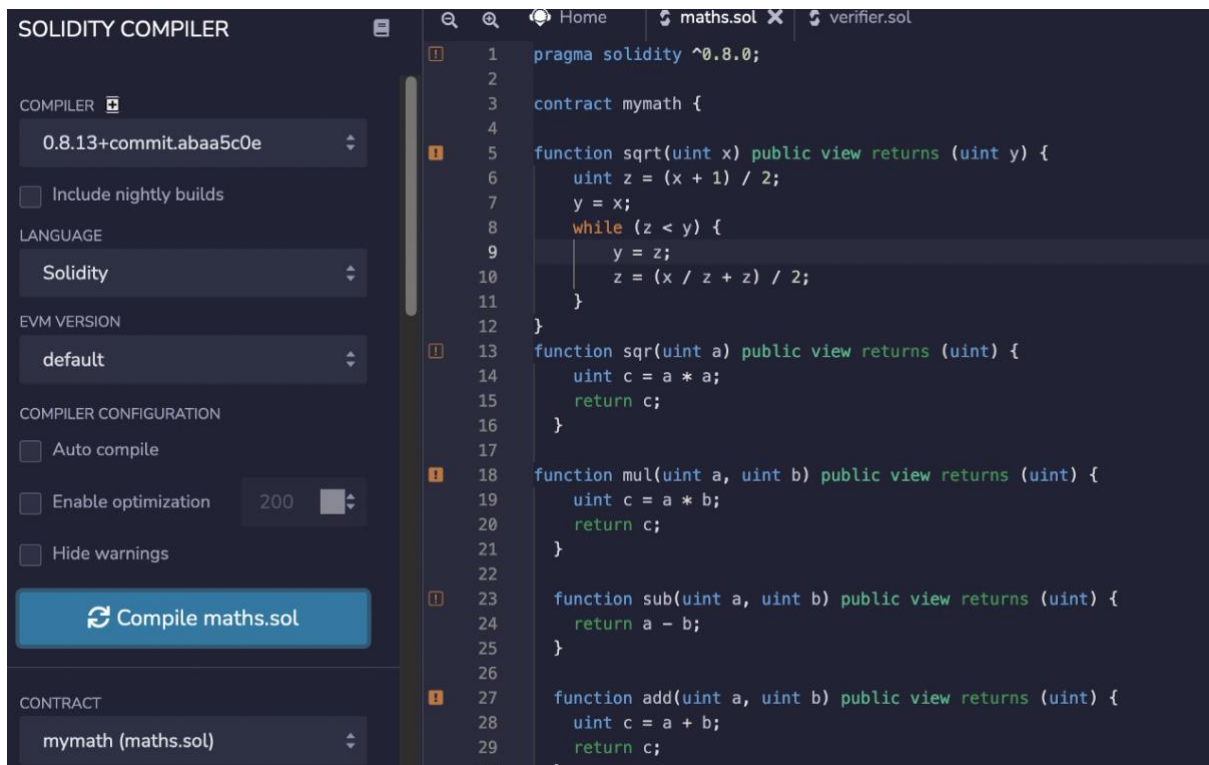 SOLIDITY COMPILER
COMPILER
0.8.13+commit.abaa5c0e
Include nightly builds
LANGUAGE
Solidity
EVM VERSION
default
COMPILER CONFIGURATION
Auto compile
Enable optimization 200
Hide warnings
Compile maths.sol
CONTRACT
mymath (maths.sol)
Home maths.sol verifier.sol
1 pragma solidity ^0.8.0;
2
3 contract mymath {
4
5 function sqrt(uint x) public view returns (uint y) {
6 uint z = (x + 1) / 2;
7 y = x;
8 while (z < y) {
9 y = z;
10 z = (x / z + z) / 2;
11 }
12 }
13 function sqr(uint a) public view returns (uint) {
14 uint c = a * a;
15 return c;
16 }
17
18 function mul(uint a, uint b) public view returns (uint) {
19 uint c = a * b;
20 return c;
21 }
22
23 function sub(uint a, uint b) public view returns (uint) {
24 return a - b;
25 }
26
27 function add(uint a, uint b) public view returns (uint) {
28 uint c = a + b;
29 return c;